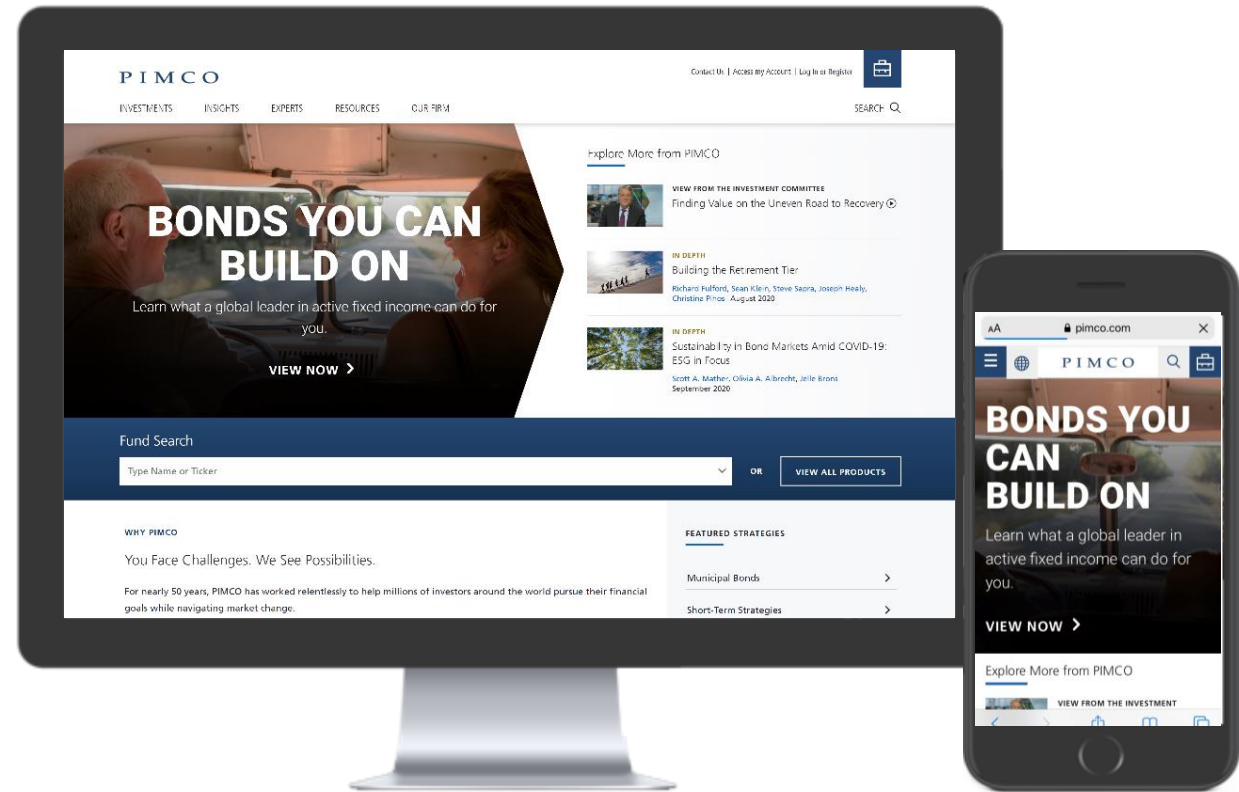 PIMCO
Contact Us | Access my Account | Log In or Register
INVESTMENTS INSIGHTS EXPERTS RESOURCES OUR FIRM
SEARCH
BONDS YOU CAN
BUILD ON
Learn what a global leader in active fixed income can do for
you.
VIEW NOW
Explore More from PIMCO
VIEW FROM THE INVESTMENT COMMITTEE
Finding Value on the Uneven Road to Recovery
IN DEPTH
Building the Retirement Tier
Richard Fulford, Sean Klein, Steve Sapra, Joseph Healy,
Christina Pinos August 2020
IN DEPTH
Sustainability in Bond Markets Amid COVID-19:
ESG in Focus
Scott A. Mather, Olivia A. Albrecht, Jelle Brons
September 2020
Fund Search
Type Name or Ticker
OR
VIEW ALL PRODUCTS
WHY PIMCO
You Face Challenges. We See Possibilities.
For nearly 50 years, PIMCO has worked relentlessly to help millions of investors around the world pursue their financial
goals while navigating market change.
FEATURED STRATEGIES
Municipal Bonds
Short-Term Strategies
AA pimco.com
PIMCO
BONDS YOU
CAN
BUILD ON
Learn what a global leader in
active fixed income can do for
you.
VIEW NOW
Explore More from PIMCO
VIEW FROM THE INVESTMENT